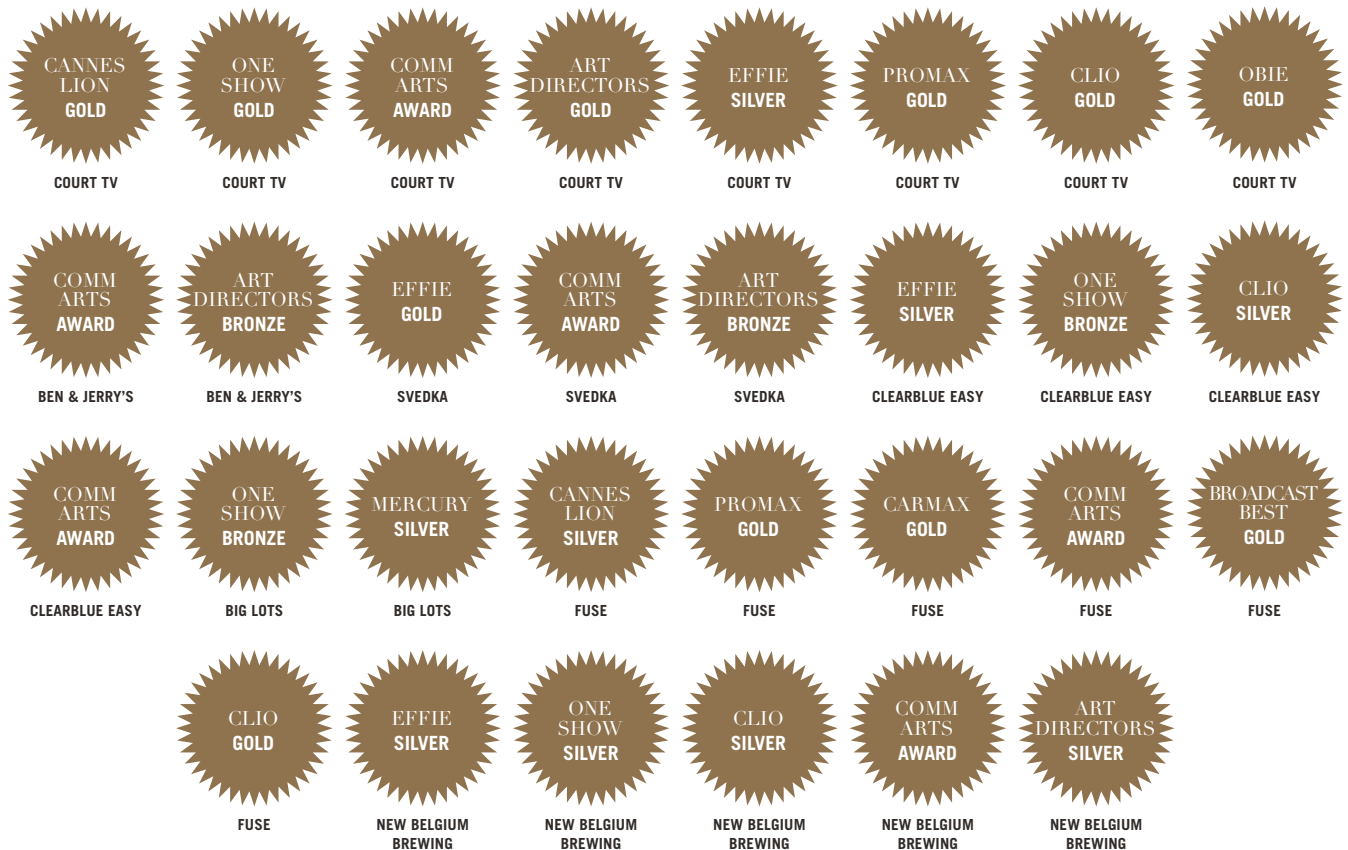 CANNES
LION
GOLD
COURT TV
ONE
SHOW
GOLD
COURT TV
COMM
ARTS
AWARD
COURT TV
ART
DIRECTORS
GOLD
COURT TV
EFFIE
SILVER
COURT TV
PROMAX
GOLD
COURT TV
CLIO
GOLD
COURT TV
OBIE
GOLD
COURT TV
COMM
ARTS
AWARD
BEN & JERRY'S
ART
DIRECTORS
BRONZE
BEN & JERRY'S
EFFIE
GOLD
SVEDKA
COMM
ARTS
AWARD
SVEDKA
ART
DIRECTORS
BRONZE
SVEDKA
EFFIE
SILVER
CLEARBLUE EASY
ONE
SHOW
BRONZE
CLEARBLUE EASY
CLIO
SILVER
CLEARBLUE EASY
COMM
ARTS
AWARD
CLEARBLUE EASY
ONE
SHOW
BRONZE
BIG LOTS
MERCURY
SILVER
BIG LOTS
CANNES
LION
SILVER
FUSE
PROMAX
GOLD
FUSE
CARMAX
GOLD
FUSE
COMM
ARTS
AWARD
FUSE
BROADCAST
BEST
GOLD
FUSE
CLIO
GOLD
FUSE
EFFIE
SILVER
NEW BELGIUM
BREWING
ONE
SHOW
SILVER
NEW BELGIUM
BREWING
CLIO
SILVER
NEW BELGIUM
BREWING
COMM
ARTS
AWARD
NEW BELGIUM
BREWING
ART
DIRECTORS
SILVER
NEW BELGIUM
BREWING